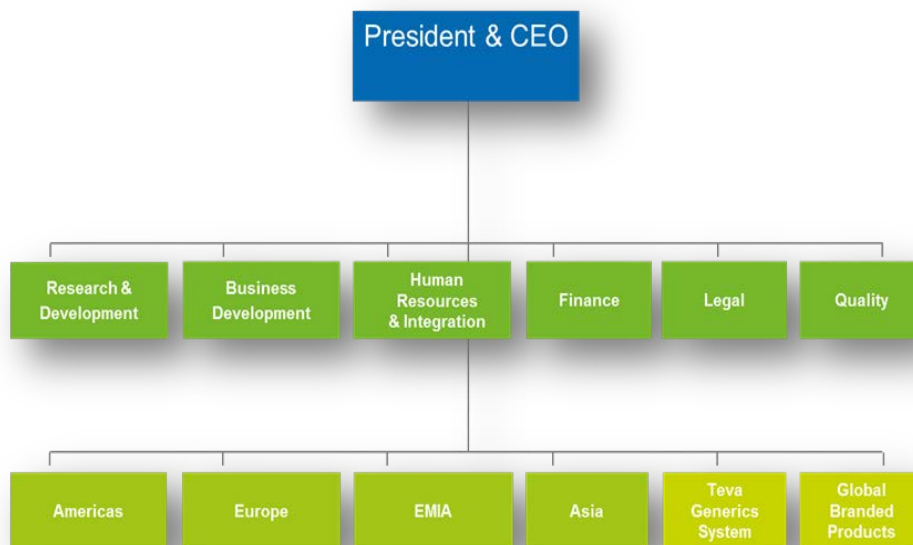 President & CEO
Research &
Development
Business
Development
Human
Resources
& Integration
Finance
Legal
Quality
Americas
Europe
EMIA
Asia
Teva
Generics
System
Global
Branded
Products